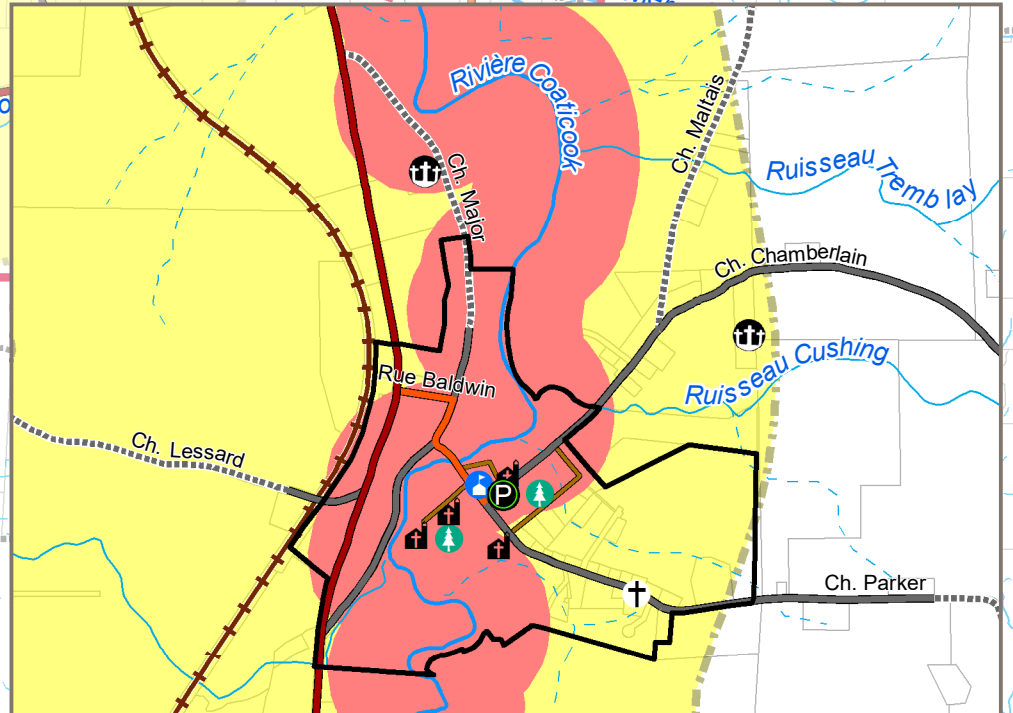 Rivière Coaticook
Ch. Maltais
Ch. Major
Ruisseau Tremblay
Ch. Chamberlain
Ruisseau Cushing
Rue Baldwin
Ch. Lessard
P
Ch. Parker